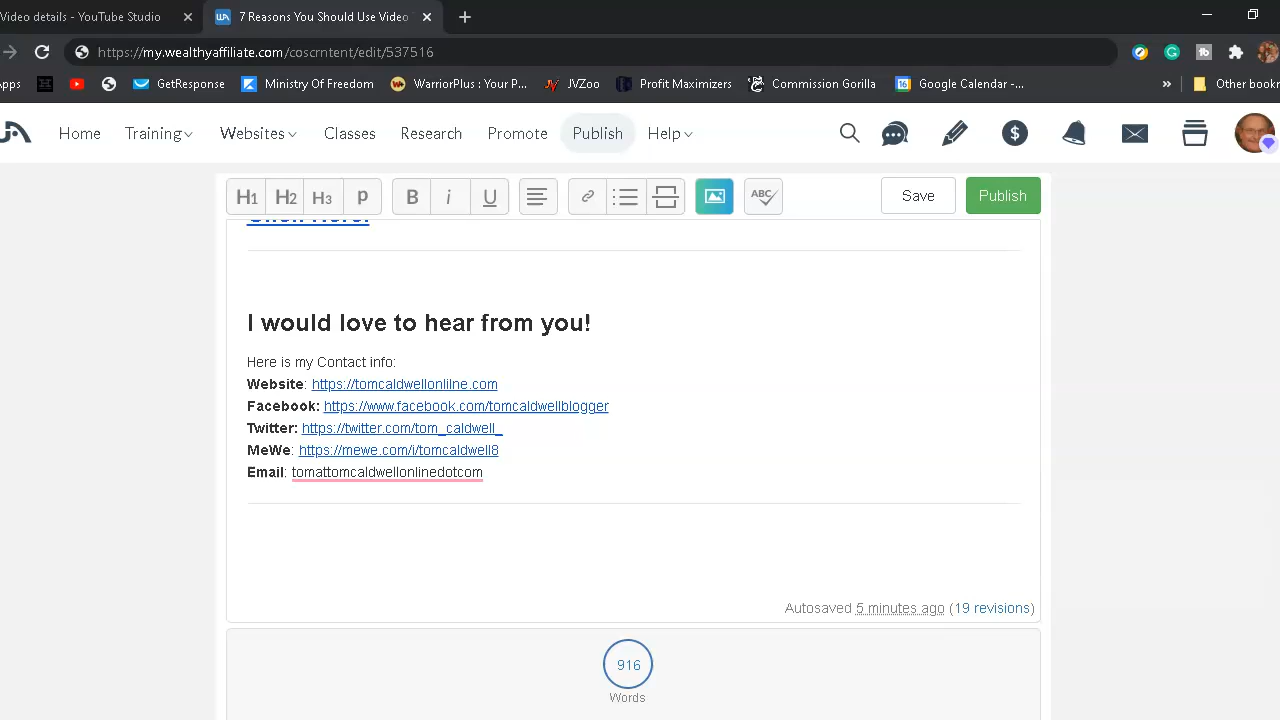 Video details - YouTube Studio
7 Reasons You Should Use Video
https://my.wealthyaffiliate.com/coscrntent/edit/537516
Apps GetResponse Ministry Of Freedom WarriorPlus : Your P... JVZoo Profit Maximizers Commission Gorilla 16 Google Calendar -... » Other bookr
Home Training Websites Classes Research Promote Publish Help
H1 H2 H3 p B i U ABC Save Publish
Click Here!
I would love to hear from you!
Here is my Contact info:
Website: https://tomcaldwellonlilne.com
Facebook: https://www.facebook.com/tomcaldwellblogger
Twitter: https://twitter.com/tom_caldwell_
MeWe: https://mewe.com/i/tomcaldwell8
Email: tomattomcaldwellonlinedotcom
Autosaved 5 minutes ago (19 revisions)
916
Words